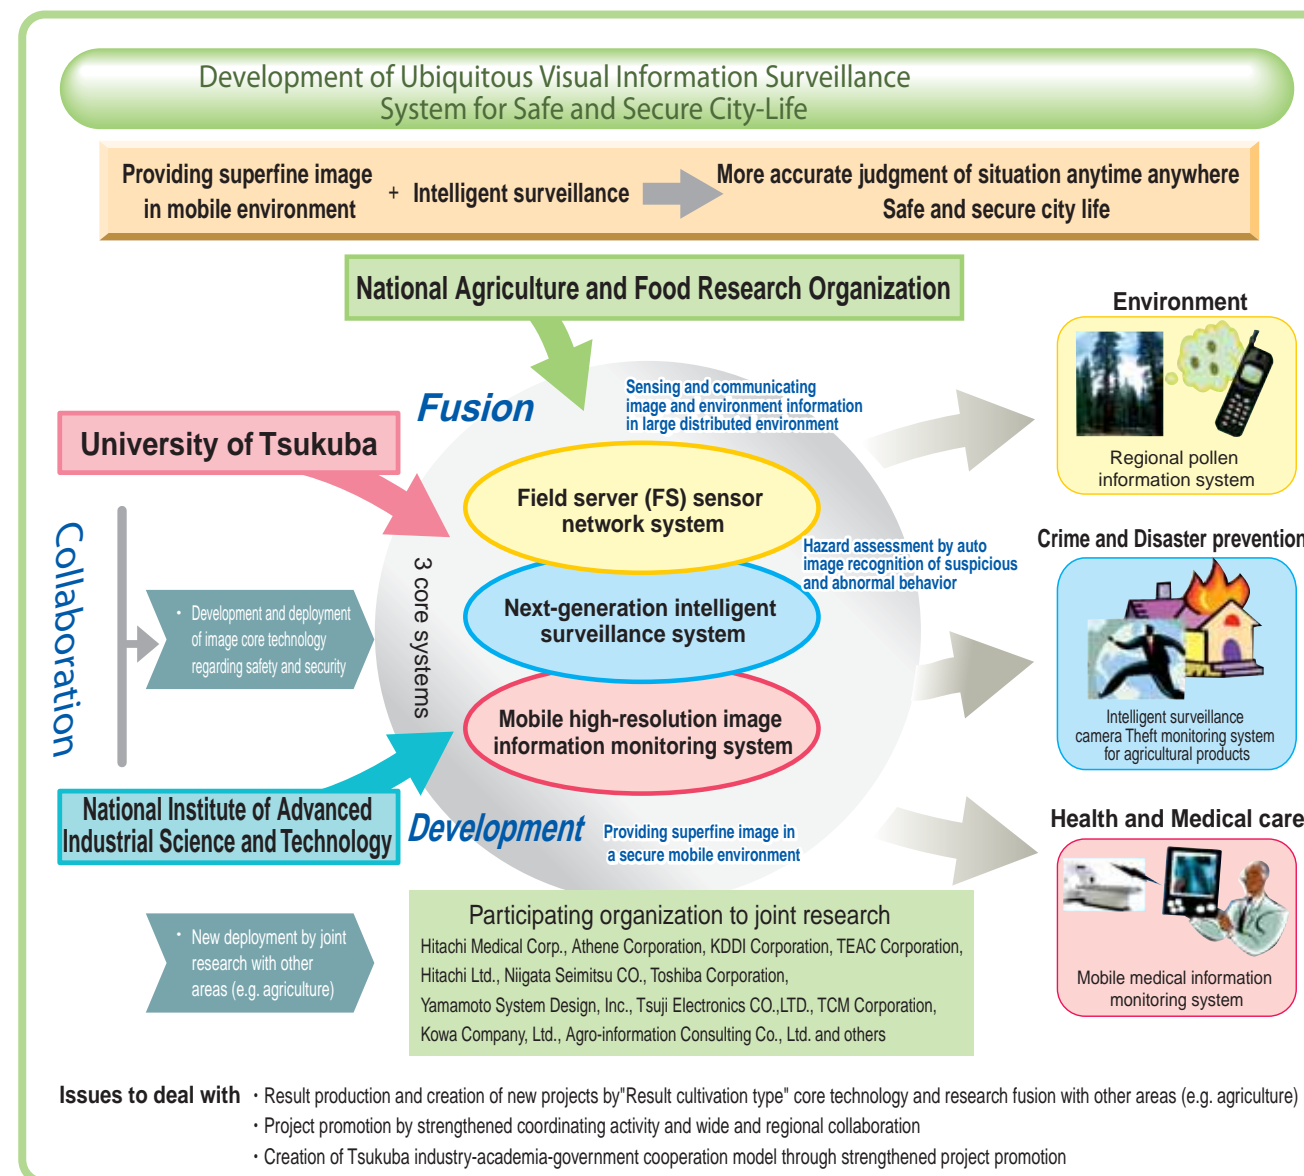 Development of Ubiquitous Visual Information Surveillance
System for Safe and Secure City-Life
Providing superfine image
in mobile environment
+
Intelligent surveillance
More accurate judgment of situation anytime anywhere
Safe and secure city life
National Agriculture and Food Research Organization
Fusion
Sensing and communicating
image and environment information
in large distributed environment
Environment
Regional pollen
information system
University of Tsukuba
Field server (FS) sensor
network system
Hazard assessment by auto
image recognition of suspicious
and abnormal behavior
Crime and Disaster prevention
Collaboration
3 core systems
・ Development and deployment
of image core technology
regarding safety and security
Next-generation intelligent
surveillance system
Intelligent surveillance
camera Theft monitoring system
for agricultural products
Mobile high-resolution image
information monitoring system
National Institute of Advanced
Industrial Science and Technology
Development
Providing superfine image in
a secure mobile environment
Health and Medical care
Mobile medical information
monitoring system
・ New deployment by joint
research with other
areas (e.g. agriculture)
Participating organization to joint research
Hitachi Medical Corp., Athene Corporation, KDDI Corporation, TEAC Corporation,
Hitachi Ltd., Niigata Seimitsu CO., Toshiba Corporation,
Yamamoto System Design, Inc., Tsuji Electronics CO.,LTD., TCM Corporation,
Kowa Company, Ltd., Agro-information Consulting Co., Ltd. and others
Issues to deal with ・Result production and creation of new projects by"Result cultivation type" core technology and research fusion with other areas (e.g. agriculture)
・Project promotion by strengthened coordinating activity and wide and regional collaboration
・Creation of Tsukuba industry-academia-government cooperation model through strengthened project promotion